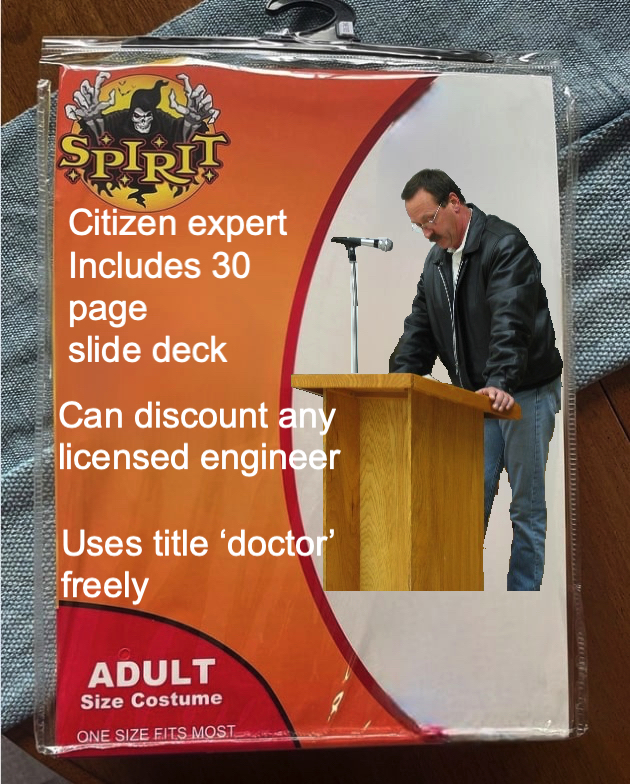 SPIRIT
Citizen expert
Includes 30
page
slide deck
Can discount any
licensed engineer
Uses title ‘doctor’
freely
ADULT
Size Costume
ONE SIZE FITS MOST